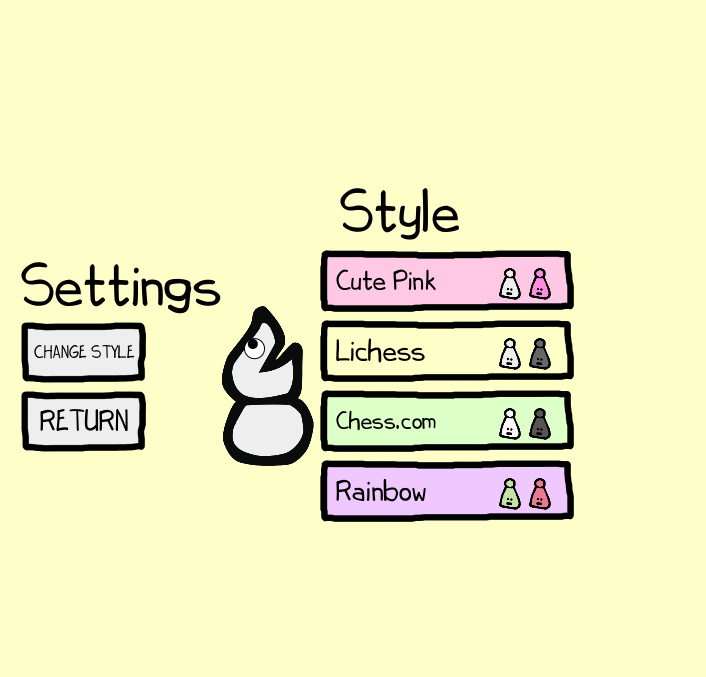 Settings
CHANGE STYLE
RETURN
Style
Cute Pink
Lichess
Chess.com
Rainbow